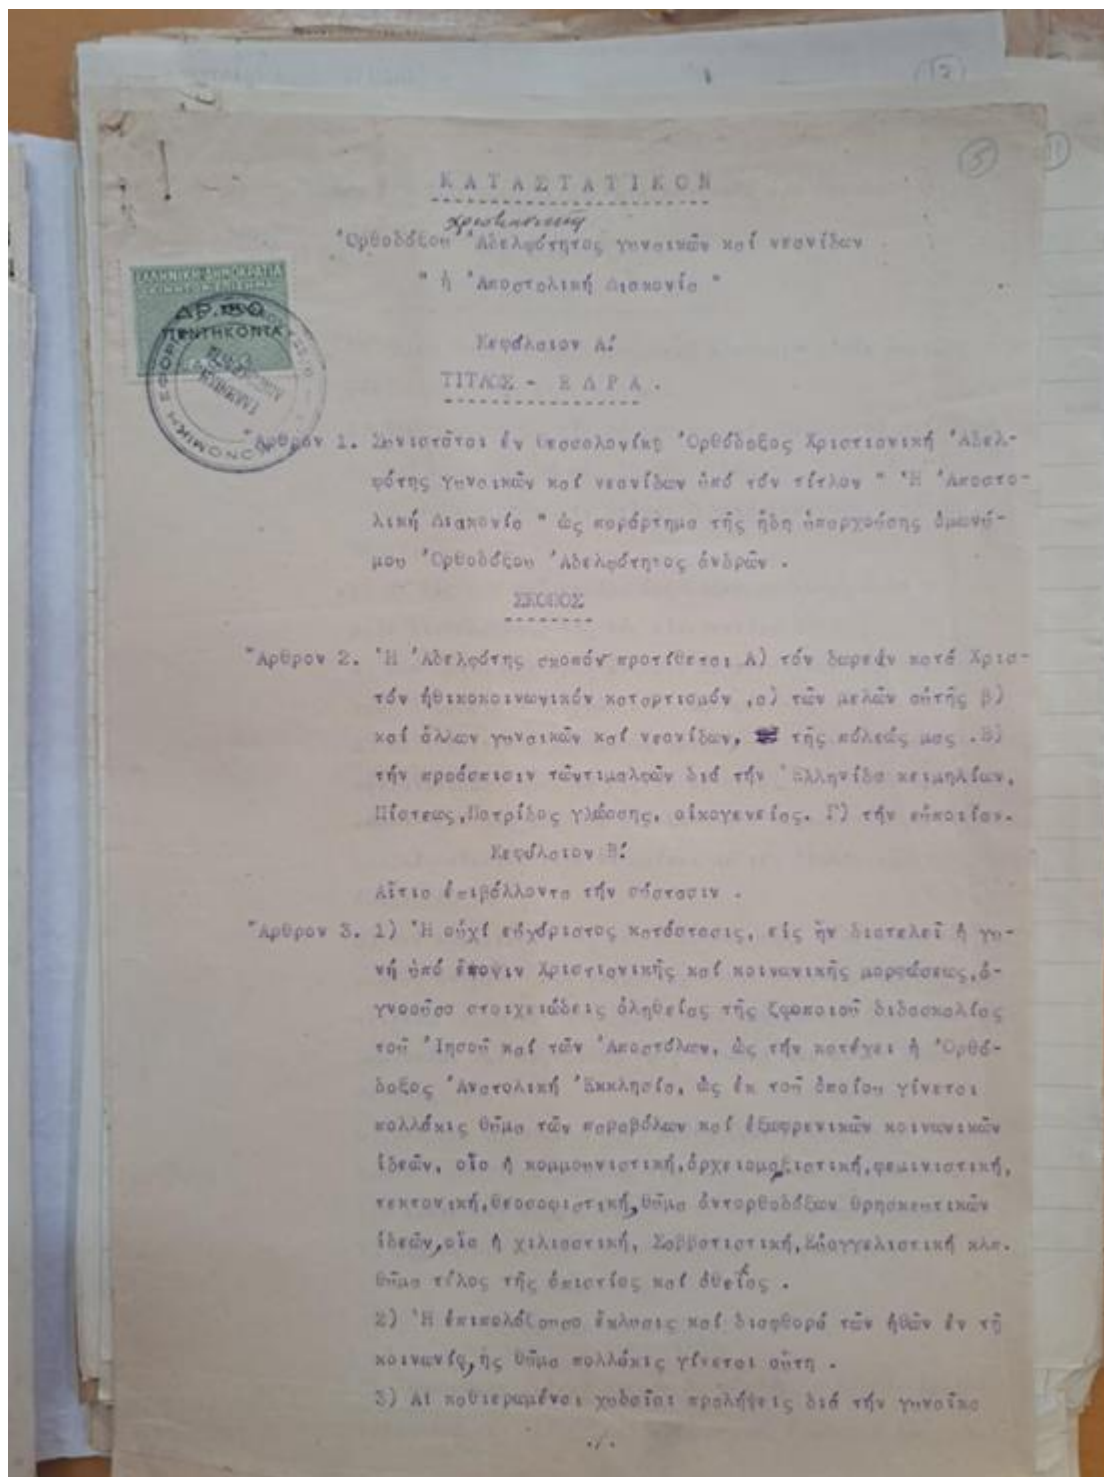 5
ΚΑΤΑΣΤΑΤΙΚΟΝ
Χριστιανικῆς
Ὀρθοδόξου Ἀδελφότητος γυναικῶν καί νεανίδων
" ἡ Ἀποστολική Διακονία "
ΕΛΛΗΝΙΚΗ ΔΗΜΟΚΡΑΤΙΑ
ΔΡ. 50
ΠΕΝΤΗΚΟΝΤΑ
Κεφάλαιον Α!
ΤΙΤΛΟΣ - ΕΔΡΑ .
Ἄρθρον 1. Συνιστᾶται ἐν Θεσσαλονίκῃ Ὀρθόδοξος Χριστιανική Ἀδελ-
φότης γυναικῶν καί νεανίδων ὑπό τόν τίτλον " Ἡ Ἀποστο-
λική Διακονία " ὡς παράρτημα τῆς ἤδη ὑπαρχούσης ὁμωνύ-
μου Ὀρθοδόξου Ἀδελφότητος ἀνδρῶν .
ΣΚΟΠΟΣ
Ἄρθρον 2. Ἡ Ἀδελφότης σκοπόν προτίθεται Α) τόν δωρεάν κατά Χρισ-
τόν ἠθικοκοινωνικόν καταρτισμόν ,α) τῶν μελῶν αὐτῆς β)
καί ἄλλων γυναικῶν καί νεανίδων, τῆς πόλεώς μας .Β)
τήν προάσπισιν τῶντιμαλφῶν διά τήν Ἑλληνίδα κειμηλίων,
Πίστεως,Πατρίδος γλώσσης, οἰκογενείας. Γ) τήν εὐποιίαν.
Κεφάλαιον Β!
Αἴτια ἐπιβάλλοντα τήν σύστασιν .
Ἄρθρον 3. 1) Ἡ οὐχί εὐχάριστος κατάστασις, εἰς ἥν διατελεῖ ἡ γυ-
νή ὑπό ἔποψιν Χριστιανικῆς καί κοινωνικῆς μορφώσεως,ἀ-
γνοοῦσα στοιχειώδεις ἀληθείας τῆς ζωοποιοῦ διδασκαλίας
τοῦ Ἰησοῦ καί τῶν Ἀποστόλων, ὡς τήν κατέχει ἡ Ὀρθό-
δοξος Ἀνατολική Ἐκκλησία, ὡς ἐκ τοῦ ὁποίου γίνεται
πολλάκις θῦμα τῶν παραβόλων καί ἐξωφρενικῶν κοινωνικῶν
ἰδεῶν, οἷα ἡ κομμουνιστική,ἀρχειομαρξιστική,φεμινιστική,
τεκτονική,θεοσοφιστική,θῦμα ἀντορθοδόξων θρησκευτικῶν
ἰδεῶν,οἷα ἡ χιλιαστική, Σαββατιστική,Εὐαγγελιστική κλπ.
θῦμα τέλος τῆς ἀπιστίας καί ἀθεΐας .
2) Ἡ ἐπιπολάζουσα ἔκλυσις καί διαφθορά τῶν ἠθῶν ἐν τῇ
κοινωνίᾳ,ἧς θῦμα πολλάκις γίνεται αὕτη .
3) Αἱ καθιερωμέναι χυδαῖαι προλήψεις διά τήν γυναῖκα
./.